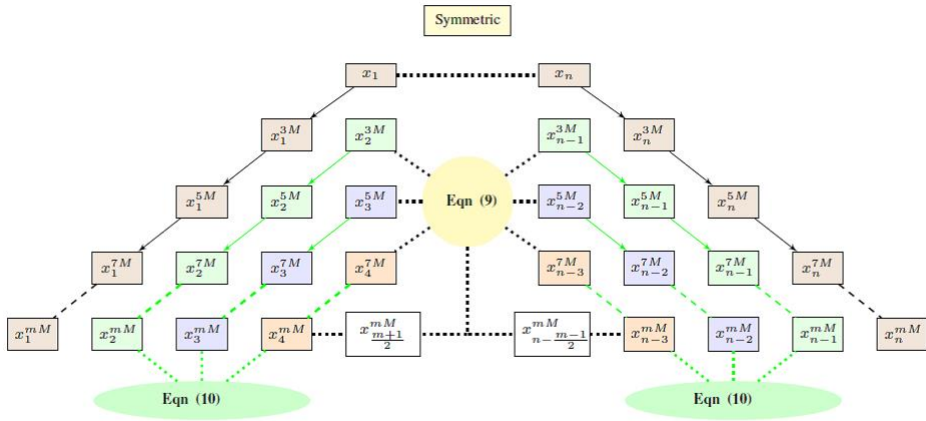 Symmetric
x_1 x_n
x_1^{3M} x_2^{3M} x_{n-1}^{3M} x_n^{3M}
x_1^{5M} x_2^{5M} x_3^{5M} Eqn (9) x_{n-2}^{5M} x_{n-1}^{5M} x_n^{5M}
x_1^{7M} x_2^{7M} x_3^{7M} x_4^{7M} x_{n-3}^{7M} x_{n-2}^{7M} x_{n-1}^{7M} x_n^{7M}
x_1^{mM} x_2^{mM} x_3^{mM} x_4^{mM} x_{\frac{m+1}{2}}^{mM} x_{n-\frac{m-1}{2}}^{mM} x_{n-3}^{mM} x_{n-2}^{mM} x_{n-1}^{mM} x_n^{mM}
Eqn (10) Eqn (10)